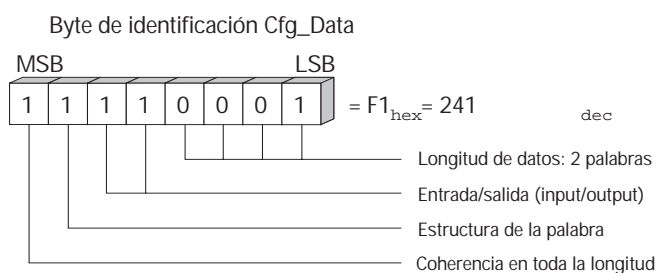 Byte de identificación Cfg_Data
MSB LSB
1 1 1 1 0 0 0 1 = F1hex= 241 dec
Longitud de datos: 2 palabras
Entrada/salida (input/output)
Estructura de la palabra
Coherencia en toda la longitud